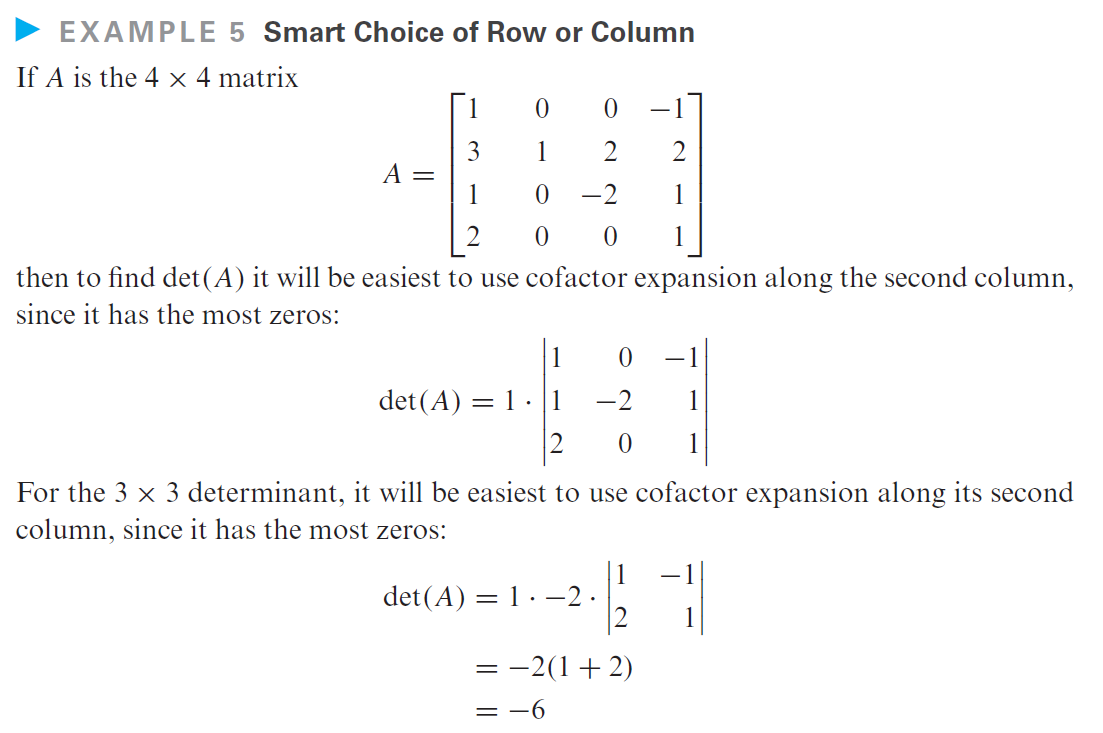 ▶ EXAMPLE 5 Smart Choice of Row or Column
If A is the 4 × 4 matrix
A = [1 0 0 −1
3 1 2 2
1 0 −2 1
2 0 0 1]
then to find det(A) it will be easiest to use cofactor expansion along the second column,
since it has the most zeros:
det(A) = 1 · |1 0 −1
1 −2 1
2 0 1|
For the 3 × 3 determinant, it will be easiest to use cofactor expansion along its second
column, since it has the most zeros:
det(A) = 1 · −2 · |1 −1
2 1|
= −2(1 + 2)
= −6